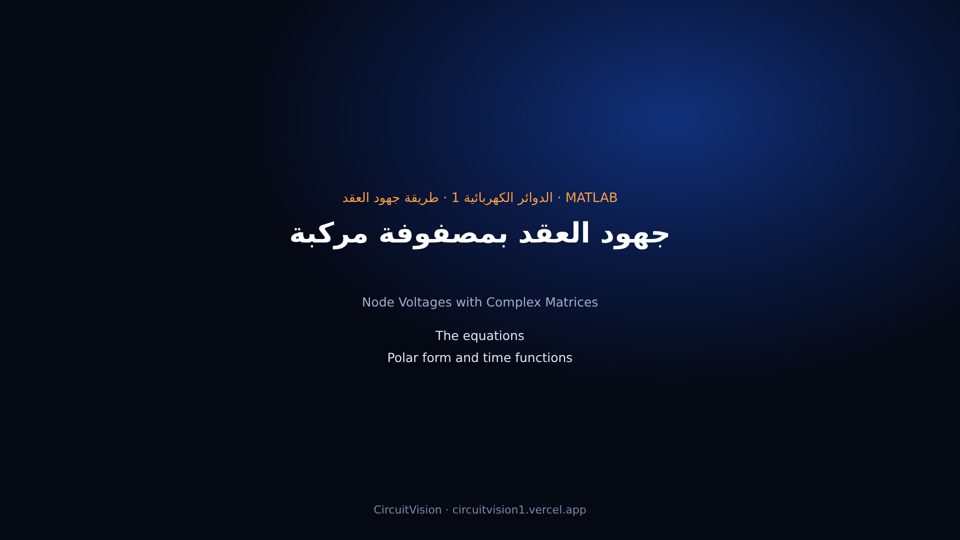 MATLAB · الدوائر الكهربائية 1 · طريقة جهود العقد
جهود العقد بمصفوفة مركبة
Node Voltages with Complex Matrices
The equations
Polar form and time functions
CircuitVision · circuitvision1.vercel.app